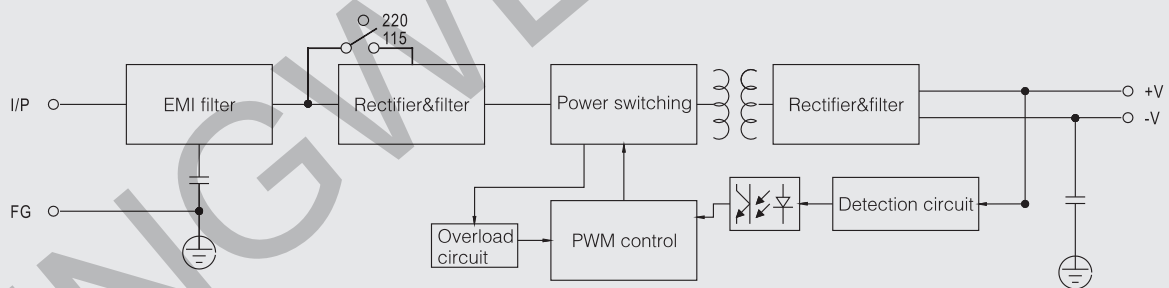 220
115
I/P
EMI filter
Rectifier&filter
Power switching
Rectifier&filter
+V
-V
FG
Overload
circuit
PWM control
Detection circuit